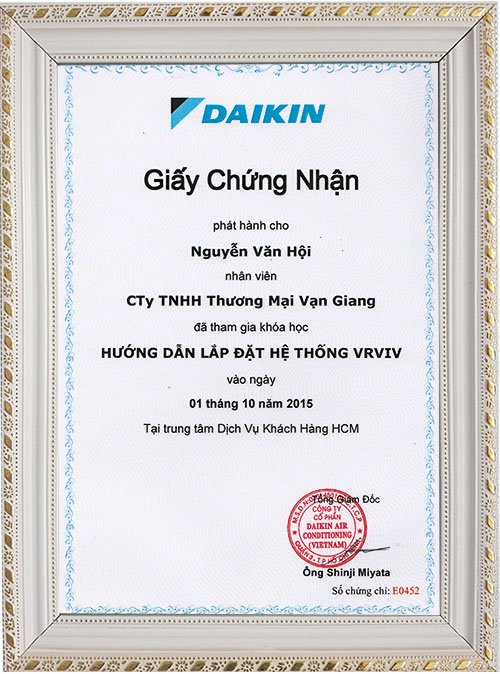 DAIKIN
Giấy Chứng Nhận
phát hành cho
Nguyễn Văn Hội
nhân viên
CTy TNHH Thương Mại Vạn Giang
đã tham gia khóa học
HƯỚNG DẪN LẮP ĐẶT HỆ THỐNG VRVIV
vào ngày
01 tháng 10 năm 2015
Tại trung tâm Dịch Vụ Khách Hàng HCM
Tổng Giám Đốc
CÔNG TY
CỔ PHẦN
DAIKIN AIR
CONDITIONING
(VIETNAM)
Ông Shinji Miyata
Số chứng chỉ: E0452